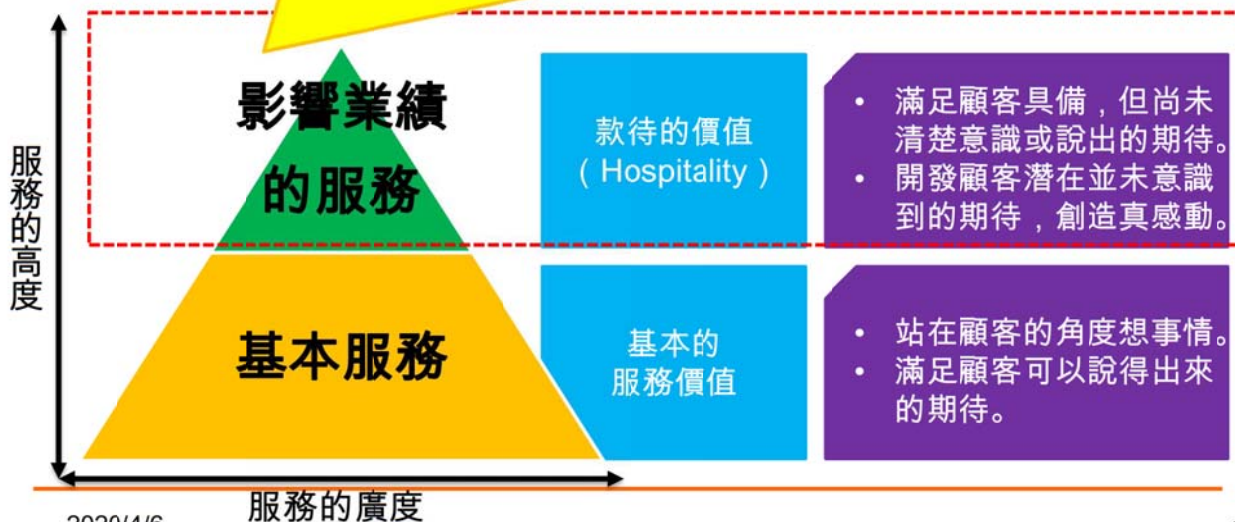 服務的高度
影響業績
的服務
款待的價值
（Hospitality）
• 滿足顧客具備，但尚未
清楚意識或說出的期待。
• 開發顧客潛在並未意識
到的期待，創造真感動。
基本服務
基本的
服務價值
• 站在顧客的角度想事情。
• 滿足顧客可以說得出來
的期待。
服務的廣度
2020/4/6